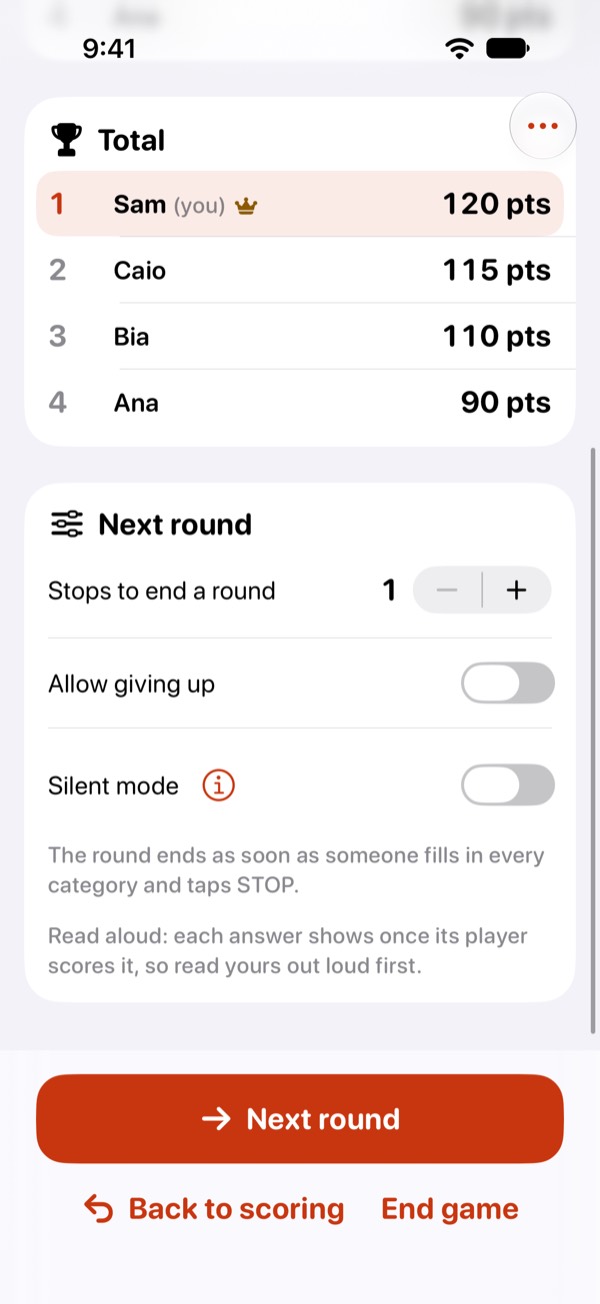 9:41
Total
1 Sam (you) 120 pts
2 Caio 115 pts
3 Bia 110 pts
4 Ana 90 pts
Next round
Stops to end a round 1 − +
Allow giving up
Silent mode
The round ends as soon as someone fills in every
category and taps STOP.
Read aloud: each answer shows once its player
scores it, so read yours out loud first.
Next round
Back to scoring End game